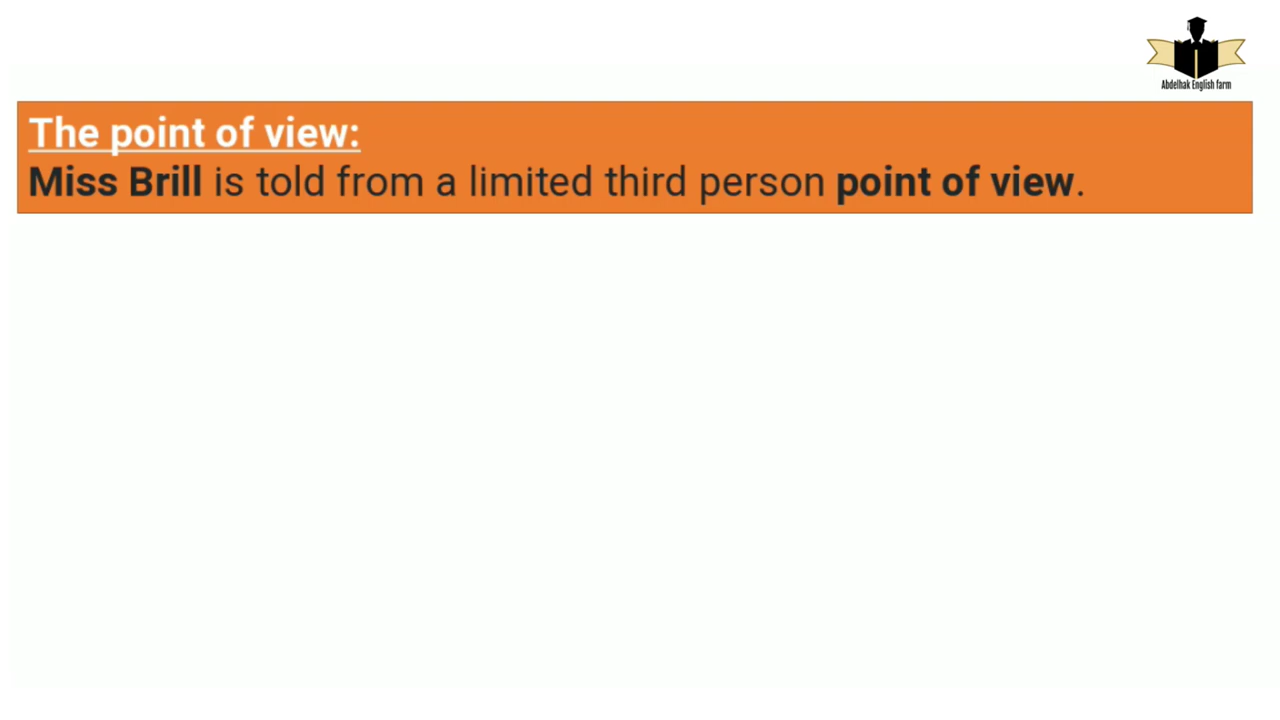 Abdelhak English farm
The point of view:
Miss Brill is told from a limited third person point of view.